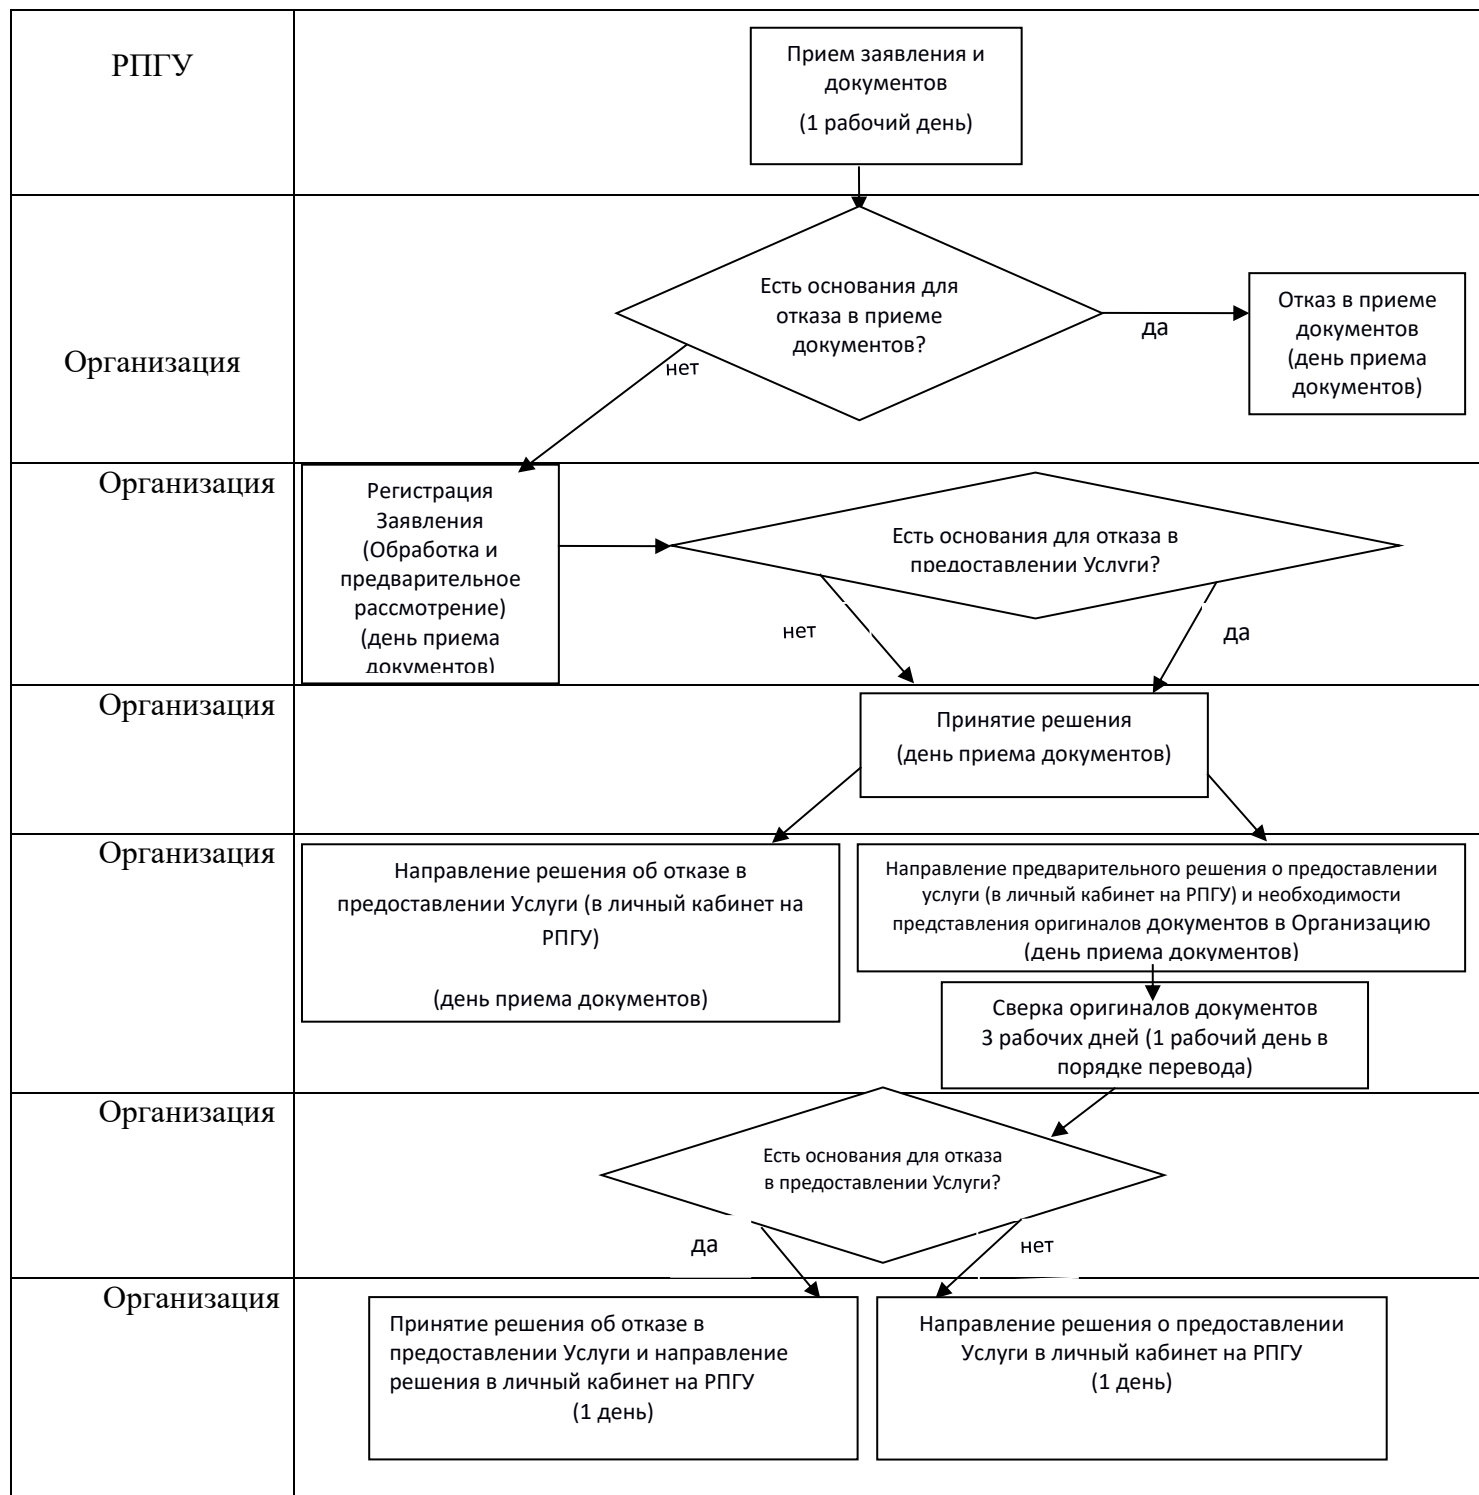 РПГУ
Прием заявления и
документов
(1 рабочий день)
Организация
Есть основания для
отказа в приеме
документов?
да
нет
Отказ в приеме
документов
(день приема
документов)
Организация
Регистрация
Заявления
(Обработка и
предварительное
рассмотрение)
(день приема
документов)
Есть основания для отказа в
предоставлении Услуги?
нет
да
Организация
Принятие решения
(день приема документов)
Организация
Направление решения об отказе в
предоставлении Услуги (в личный кабинет на
РПГУ)
(день приема документов)
Направление предварительного решения о предоставлении
услуги (в личный кабинет на РПГУ) и необходимости
представления оригиналов документов в Организацию
(день приема документов)
Сверка оригиналов документов
3 рабочих дней (1 рабочий день в
порядке перевода)
Организация
Есть основания для отказа
в предоставлении Услуги?
да
нет
Организация
Принятие решения об отказе в
предоставлении Услуги и направление
решения в личный кабинет на РПГУ
(1 день)
Направление решения о предоставлении
Услуги в личный кабинет на РПГУ
(1 день)